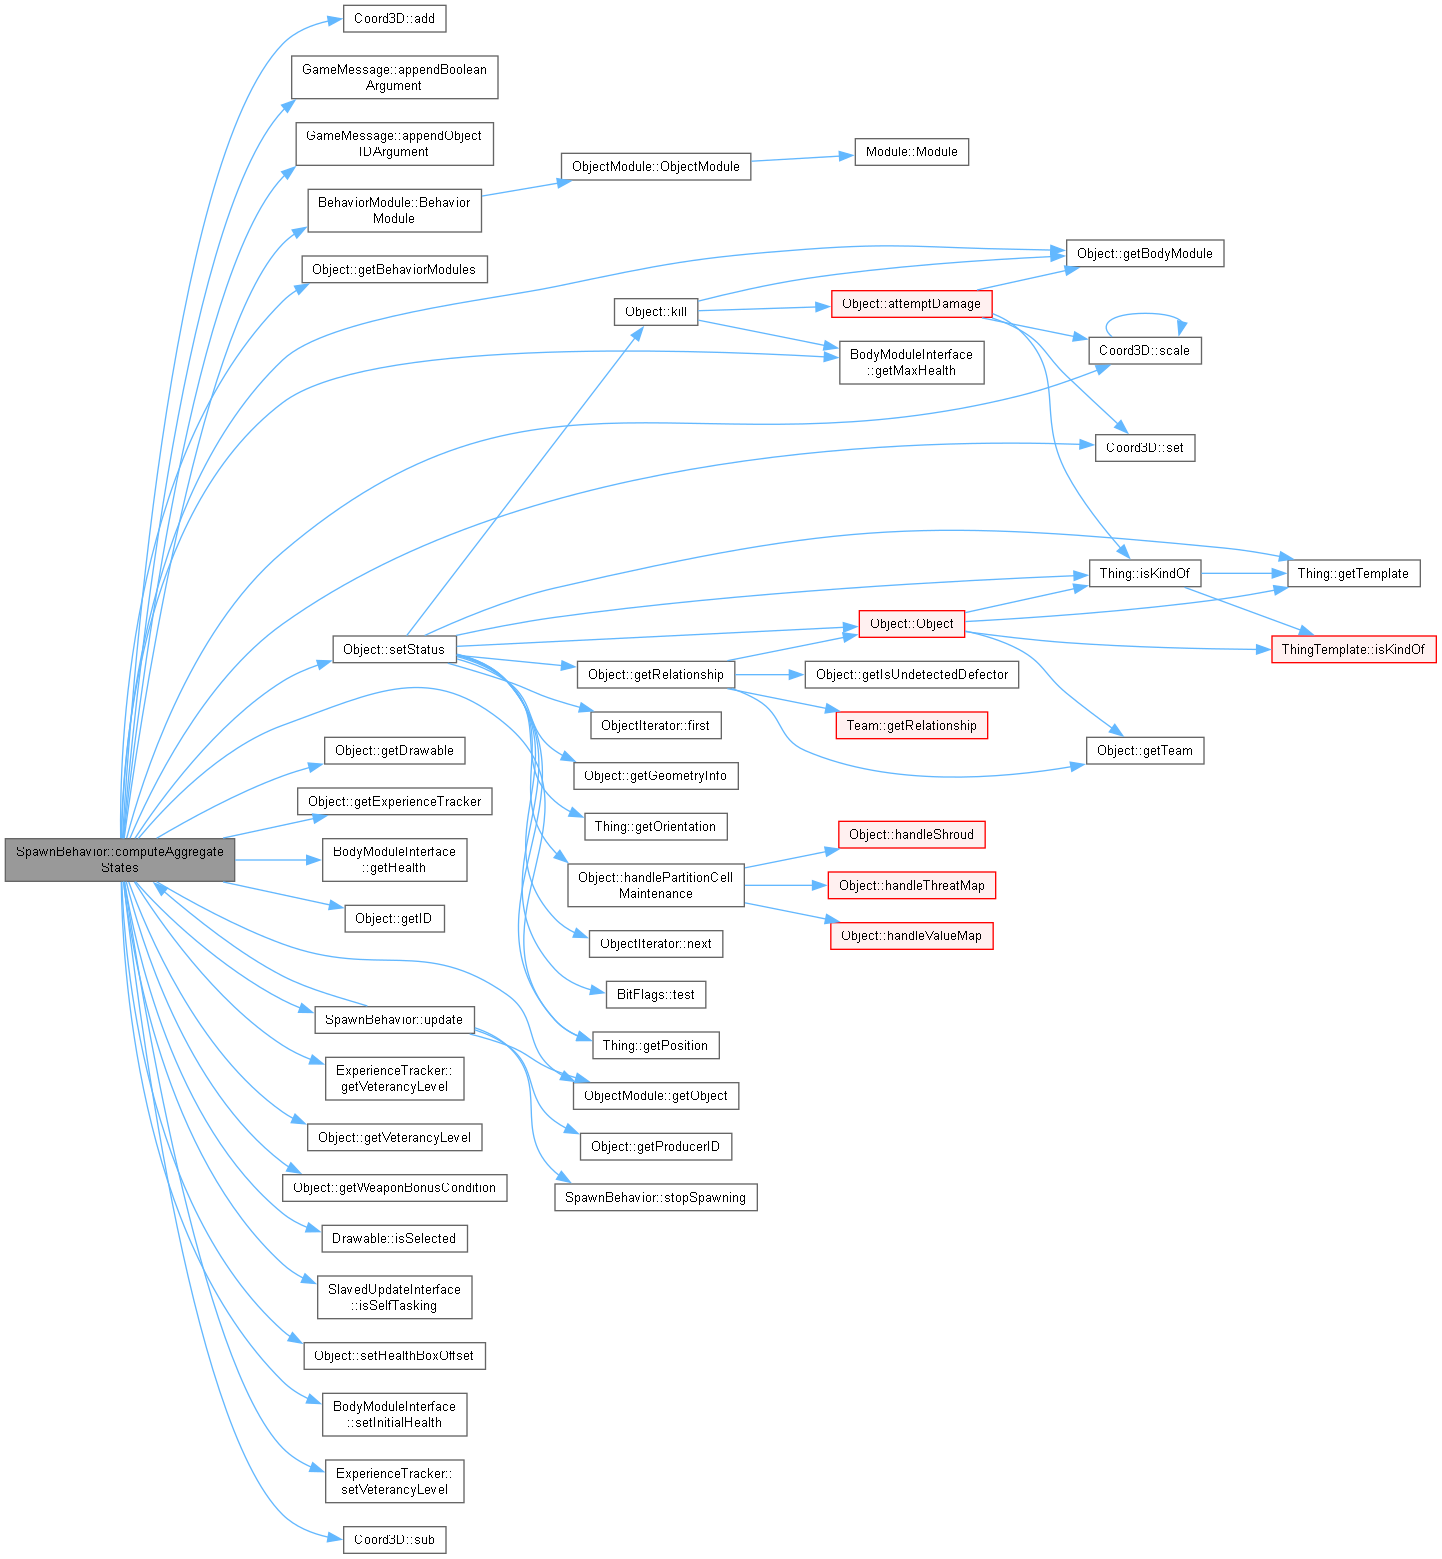 Coord3D::add
GameMessage::appendBoolean
Argument
GameMessage::appendObject
IDArgument
BehaviorModule::Behavior
Module
Object::getBehaviorModules
ObjectModule::ObjectModule
Module::Module
Object::getBodyModule
Object::kill
Object::attemptDamage
BodyModuleInterface
::getMaxHealth
Coord3D::scale
Coord3D::set
Thing::isKindOf
Thing::getTemplate
Object::Object
ThingTemplate::isKindOf
Object::setStatus
Object::getRelationship
Object::getIsUndetectedDefector
ObjectIterator::first
Team::getRelationship
Object::getTeam
Object::getDrawable
Object::getGeometryInfo
Object::getExperienceTracker
Thing::getOrientation
Object::handleShroud
SpawnBehavior::computeAggregate
States
BodyModuleInterface
::getHealth
Object::handlePartitionCell
Maintenance
Object::handleThreatMap
Object::getID
Object::handleValueMap
ObjectIterator::next
BitFlags::test
SpawnBehavior::update
Thing::getPosition
ExperienceTracker::
getVeterancyLevel
ObjectModule::getObject
Object::getVeterancyLevel
Object::getProducerID
Object::getWeaponBonusCondition
SpawnBehavior::stopSpawning
Drawable::isSelected
SlavedUpdateInterface
::isSelfTasking
Object::setHealthBoxOffset
BodyModuleInterface
::setInitialHealth
ExperienceTracker::
setVeterancyLevel
Coord3D::sub